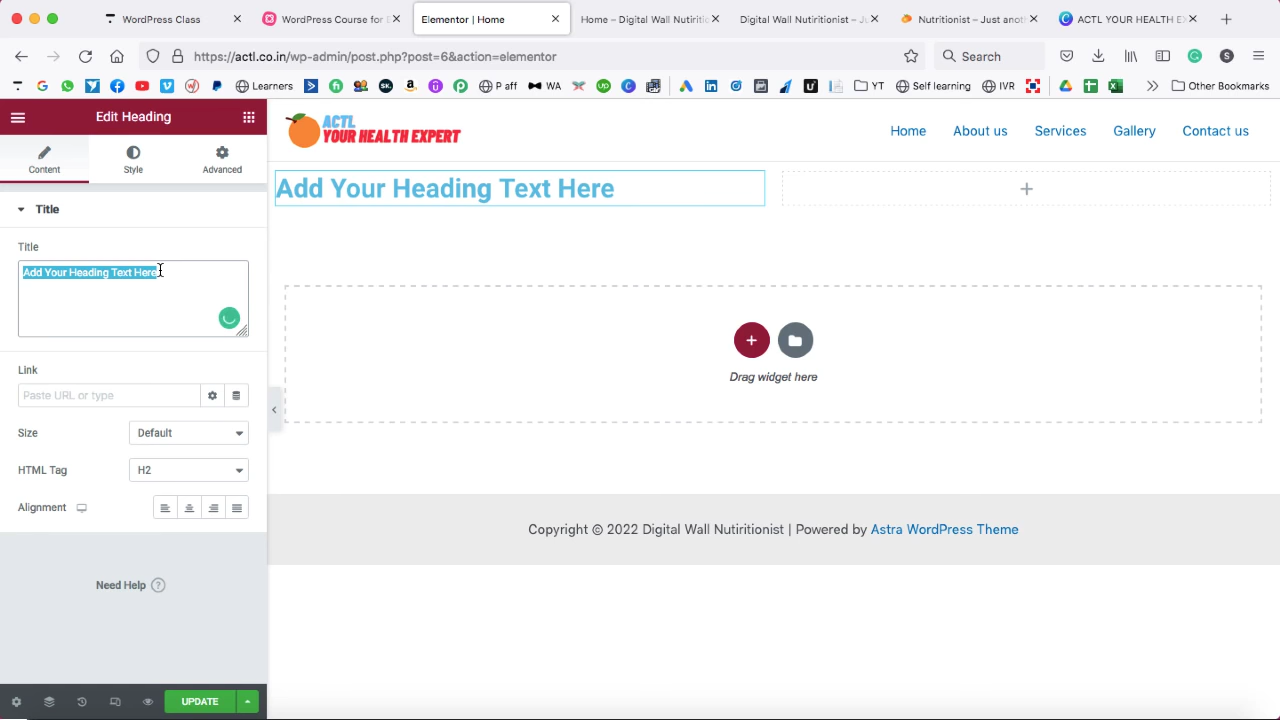 WordPress Class
WordPress Course for
Elementor | Home
Home – Digital Wall Nutiritio
Digital Wall Nutiritionist – Ju
Nutritionist – Just anot
ACTL YOUR HEALTH EX
https://actl.co.in/wp-admin/post.php?post=6&action=elementor
Search
Learners
P aff
WA
YT
Self learning
IVR
Other Bookmarks
Edit Heading
Content
Style
Advanced
ACTL
YOUR HEALTH EXPERT
Home
About us
Services
Gallery
Contact us
Title
Title
Add Your Heading Text Here
Add Your Heading Text Here
Link
Paste URL or type
Size
Default
HTML Tag
H2
Alignment
Drag widget here
Need Help
Copyright © 2022 Digital Wall Nutiritionist | Powered by Astra WordPress Theme
UPDATE